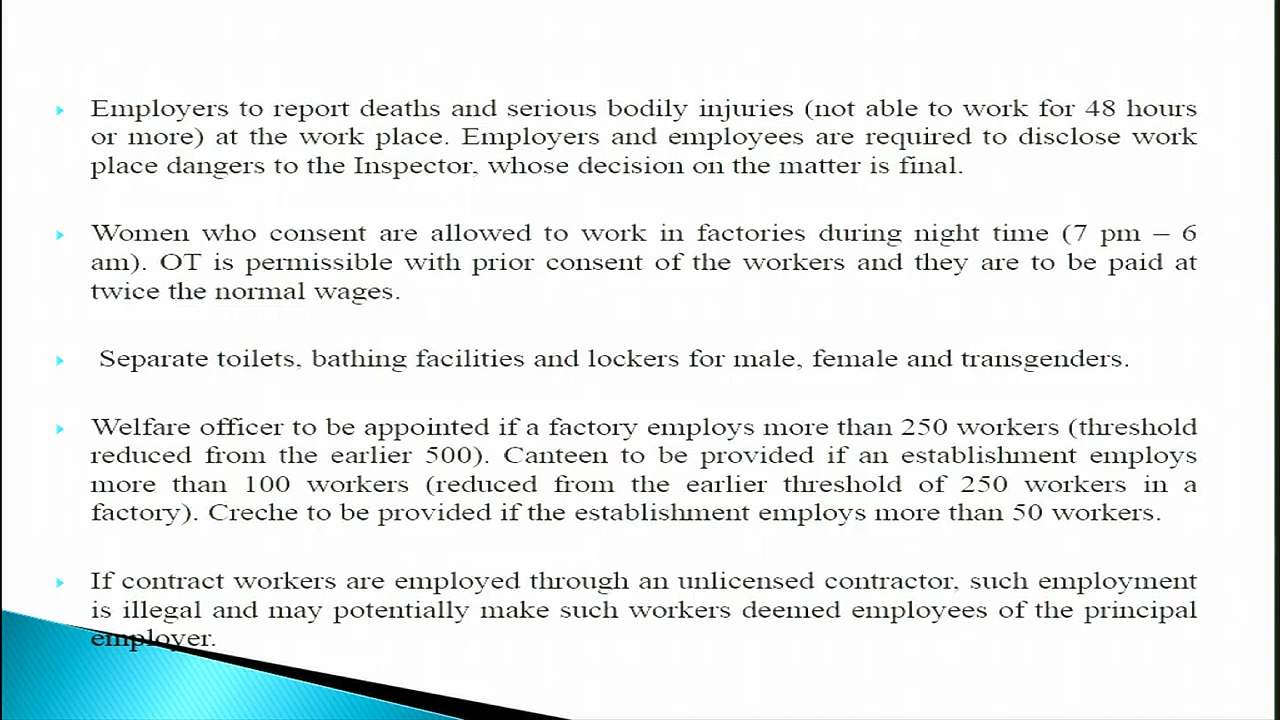 Employers to report deaths and serious bodily injuries (not able to work for 48 hours
or more) at the work place. Employers and employees are required to disclose work
place dangers to the Inspector, whose decision on the matter is final.
Women who consent are allowed to work in factories during night time (7 pm – 6
am). OT is permissible with prior consent of the workers and they are to be paid at
twice the normal wages.
Separate toilets, bathing facilities and lockers for male, female and transgenders.
Welfare officer to be appointed if a factory employs more than 250 workers (threshold
reduced from the earlier 500). Canteen to be provided if an establishment employs
more than 100 workers (reduced from the earlier threshold of 250 workers in a
factory). Creche to be provided if the establishment employs more than 50 workers.
If contract workers are employed through an unlicensed contractor, such employment
is illegal and may potentially make such workers deemed employees of the principal
employer.